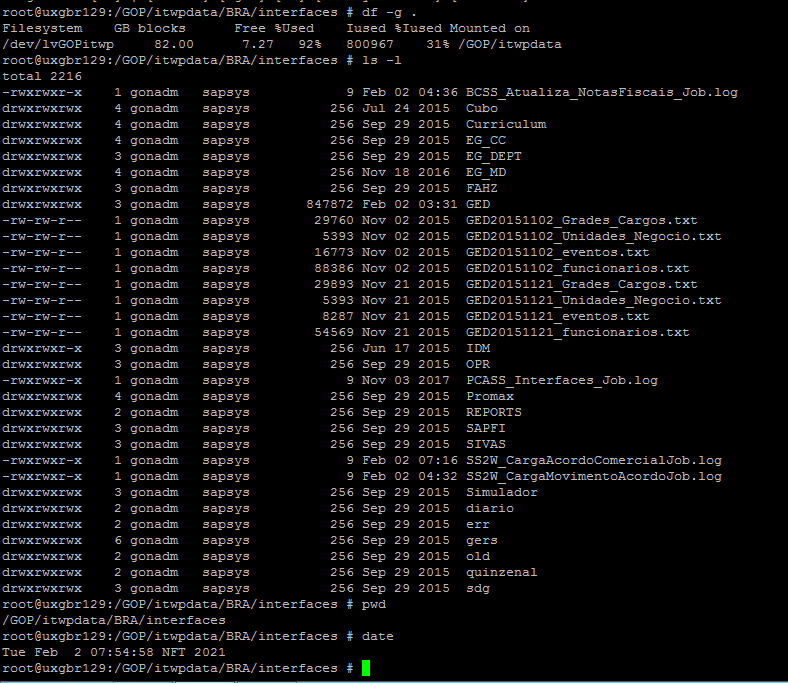 root@uxgbr129:/GOP/itwpdata/BRA/interfaces # df -g .
Filesystem    GB blocks      Free %Used    Iused %Iused Mounted on
/dev/lvGOPitwp     82.00      7.27   92%   800967    31% /GOP/itwpdata
root@uxgbr129:/GOP/itwpdata/BRA/interfaces # ls -l
total 2216
-rwxrwxr-x    1 gonadm   sapsys            9 Feb 02 04:36 BCSS_Atualiza_NotasFiscais_Job.log
drwxrwxrwx    4 gonadm   sapsys          256 Jul 24 2015  Cubo
drwxrwxrwx    4 gonadm   sapsys          256 Sep 29 2015  Curriculum
drwxrwxrwx    4 gonadm   sapsys          256 Sep 29 2015  EG_CC
drwxrwxrwx    3 gonadm   sapsys          256 Sep 29 2015  EG_DEPT
drwxrwxrwx    4 gonadm   sapsys          256 Nov 18 2016  EG_MD
drwxrwxrwx    3 gonadm   sapsys          256 Sep 29 2015  FAHZ
drwxrwxrwx    3 gonadm   sapsys       847872 Feb 02 03:31 GED
-rw-rw-r--    1 gonadm   sapsys        29760 Nov 02 2015  GED20151102_Grades_Cargos.txt
-rw-rw-r--    1 gonadm   sapsys         5393 Nov 02 2015  GED20151102_Unidades_Negocio.txt
-rw-rw-r--    1 gonadm   sapsys        16773 Nov 02 2015  GED20151102_eventos.txt
-rw-rw-r--    1 gonadm   sapsys        88386 Nov 02 2015  GED20151102_funcionarios.txt
-rw-rw-r--    1 gonadm   sapsys        29893 Nov 21 2015  GED20151121_Grades_Cargos.txt
-rw-rw-r--    1 gonadm   sapsys         5393 Nov 21 2015  GED20151121_Unidades_Negocio.txt
-rw-rw-r--    1 gonadm   sapsys         8287 Nov 21 2015  GED20151121_eventos.txt
-rw-rw-r--    1 gonadm   sapsys        54569 Nov 21 2015  GED20151121_funcionarios.txt
drwxrwxr-x    3 gonadm   sapsys          256 Jun 17 2015  IDM
drwxrwxrwx    3 gonadm   sapsys          256 Sep 29 2015  OPR
-rwxrwxr-x    1 gonadm   sapsys            9 Nov 03 2017  PCASS_Interfaces_Job.log
drwxrwxrwx    4 gonadm   sapsys          256 Sep 29 2015  Promax
drwxrwxrwx    2 gonadm   sapsys          256 Sep 29 2015  REPORTS
drwxrwxrwx    3 gonadm   sapsys          256 Sep 29 2015  SAPFI
drwxrwxrwx    3 gonadm   sapsys          256 Sep 29 2015  SIVAS
-rwxrwxr-x    1 gonadm   sapsys            9 Feb 02 07:16 SS2W_CargaAcordoComercialJob.log
-rwxrwxr-x    1 gonadm   sapsys            9 Feb 02 04:32 SS2W_CargaMovimentoAcordoJob.log
drwxrwxrwx    3 gonadm   sapsys          256 Sep 29 2015  Simulador
drwxrwxrwx    2 gonadm   sapsys          256 Sep 29 2015  diario
drwxrwxrwx    2 gonadm   sapsys          256 Sep 29 2015  err
drwxrwxrwx    6 gonadm   sapsys          256 Sep 29 2015  gers
drwxrwxrwx    2 gonadm   sapsys          256 Sep 29 2015  old
drwxrwxrwx    2 gonadm   sapsys          256 Sep 29 2015  quinzenal
drwxrwxrwx    3 gonadm   sapsys          256 Sep 29 2015  sdg
root@uxgbr129:/GOP/itwpdata/BRA/interfaces # pwd
/GOP/itwpdata/BRA/interfaces
root@uxgbr129:/GOP/itwpdata/BRA/interfaces # date
Tue Feb  2 07:54:58 NFT 2021
root@uxgbr129:/GOP/itwpdata/BRA/interfaces #